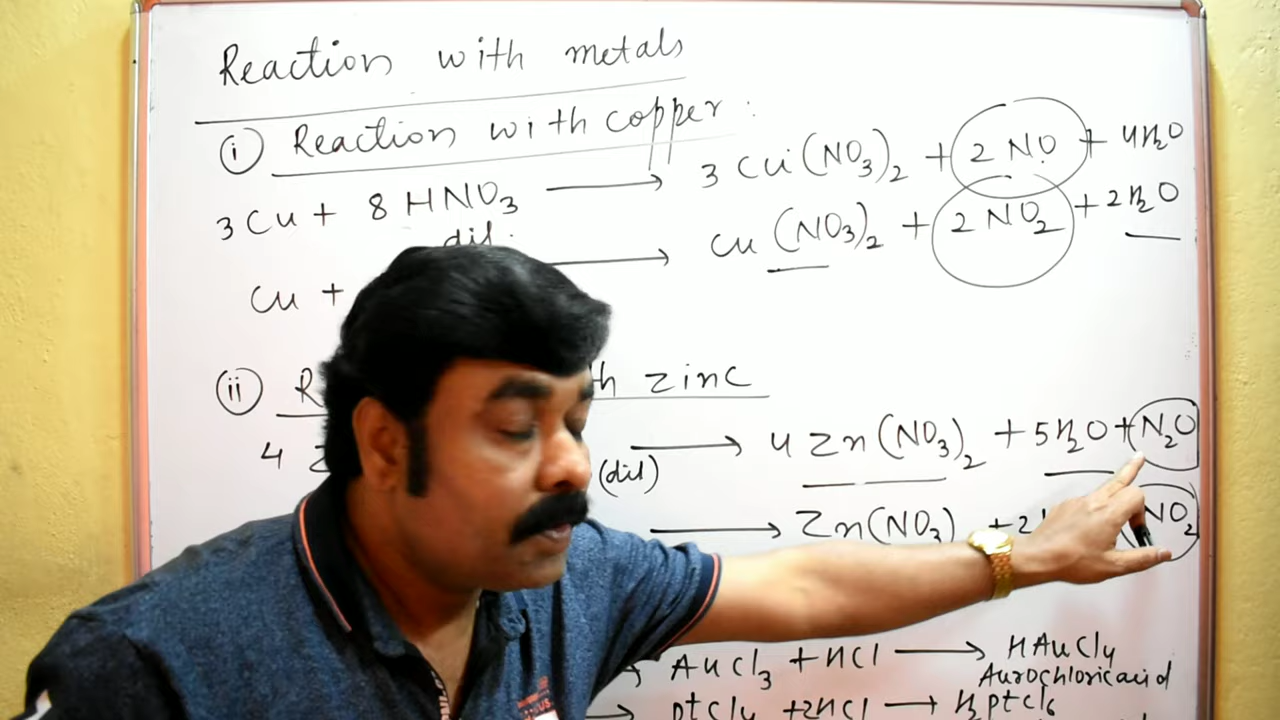 Reaction with metals
(i) Reaction with copper :
3 Cu + 8 HNO3 → 3 Cu (NO3)2 + 2 NO + 4H2O
dil.
Cu + → Cu (NO3)2 + 2 NO2 + 2H2O
(ii) R h zinc
4 Z (dil) → 4 Zn (NO3)2 + 5H2O + N2O
→ Zn(NO3) + 2 NO2
→ AuCl3 + HCl → HAuCl4
Aurochloric acid
→ ptCl4 + 2HCl → H2ptCl6